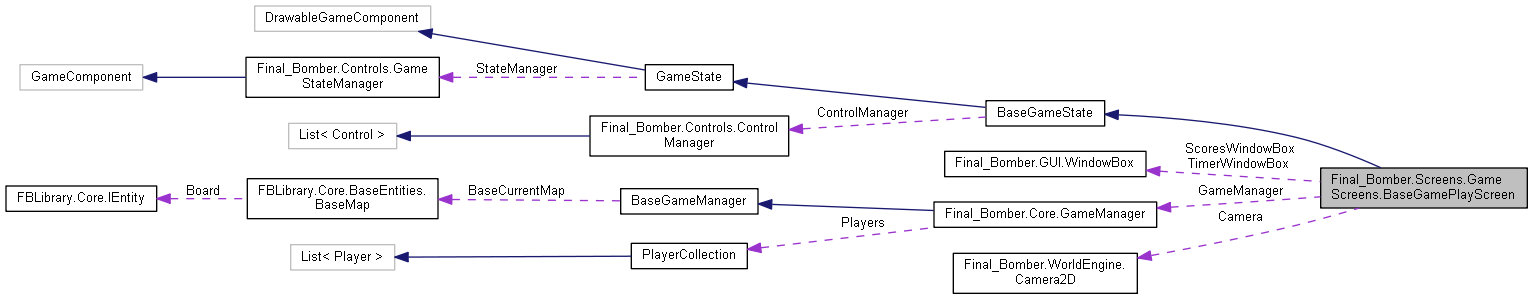 DrawableGameComponent
GameComponent
Final_Bomber.Controls.Game
StateManager
StateManager
GameState
List< Control >
Final_Bomber.Controls.Control
Manager
ControlManager
BaseGameState
Final_Bomber.GUI.WindowBox
ScoresWindowBox
TimerWindowBox
Final_Bomber.Screens.Game
Screens.BaseGamePlayScreen
FBLibrary.Core.IEntity
Board
FBLibrary.Core.BaseEntities.
BaseMap
BaseCurrentMap
BaseGameManager
Final_Bomber.Core.GameManager
GameManager
List< Player >
PlayerCollection
Players
Final_Bomber.WorldEngine.
Camera2D
Camera